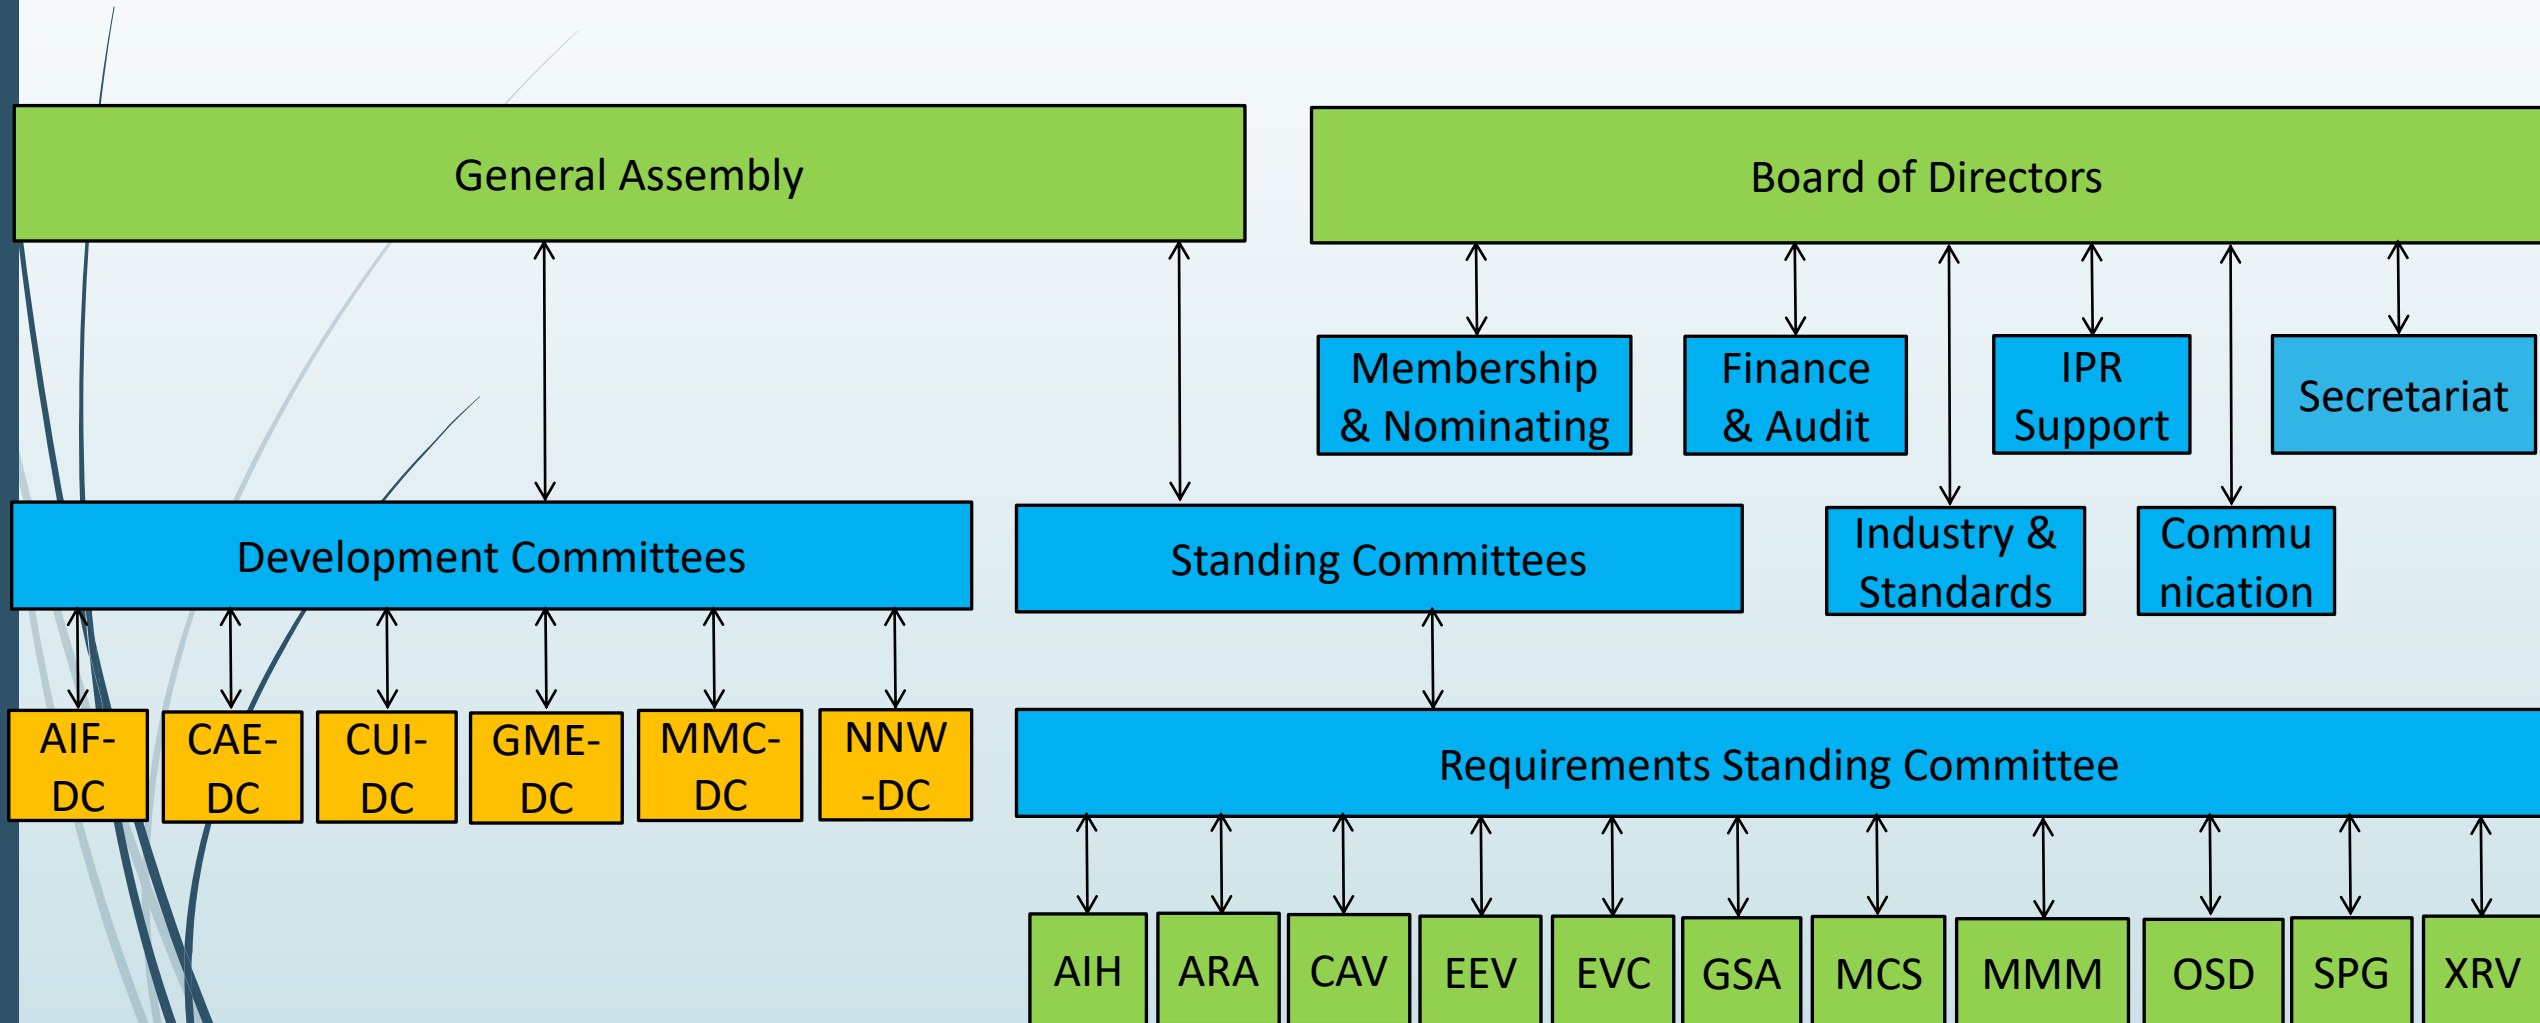 General Assembly
Board of Directors
Membership
& Nominating
Finance
& Audit
IPR
Support
Secretariat
Development Committees
Standing Committees
Industry &
Standards
Commu
nication
AIF-
DC
CAE-
DC
CUI-
DC
GME-
DC
MMC-
DC
NNW
-DC
Requirements Standing Committee
AIH
ARA
CAV
EEV
EVC
GSA
MCS
MMM
OSD
SPG
XRV